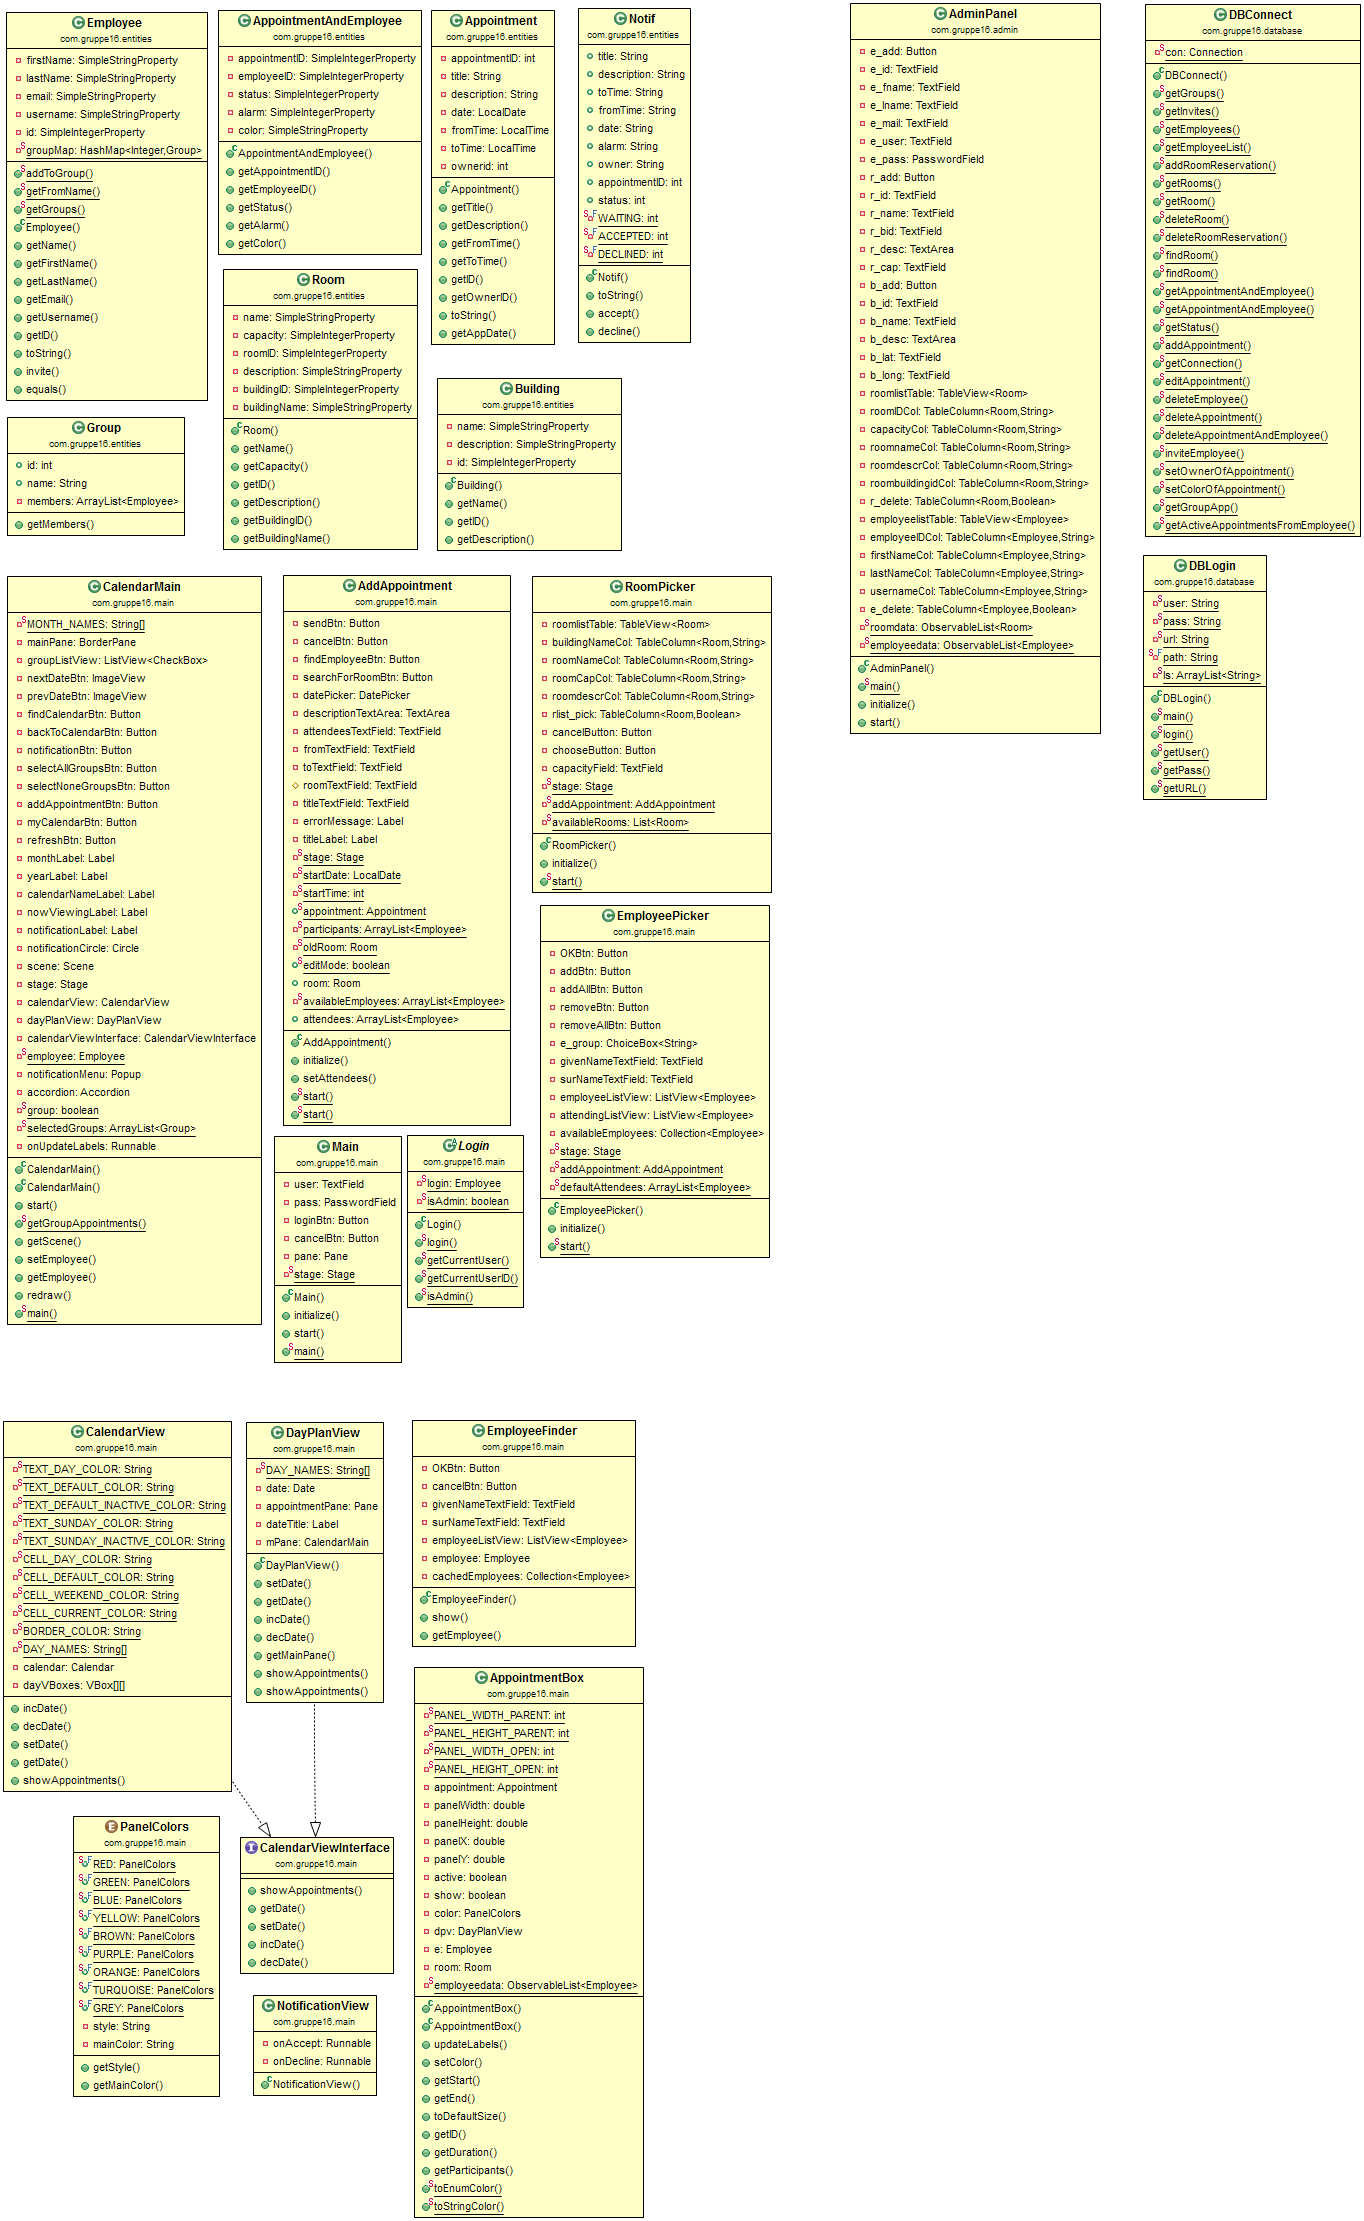 Employee
com.gruppe16.entities
firstName: SimpleStringProperty
lastName: SimpleStringProperty
email: SimpleStringProperty
username: SimpleStringProperty
id: SimpleIntegerProperty
groupMap: HashMap<Integer,Group>
addToGroup()
getFromName()
getGroups()
Employee()
getName()
getFirstName()
getLastName()
getEmail()
getUsername()
getID()
toString()
invite()
equals()
AppointmentAndEmployee
com.gruppe16.entities
appointmentID: SimpleIntegerProperty
employeeID: SimpleIntegerProperty
status: SimpleIntegerProperty
alarm: SimpleIntegerProperty
color: SimpleStringProperty
AppointmentAndEmployee()
getAppointmentID()
getEmployeeID()
getStatus()
getAlarm()
getColor()
Appointment
com.gruppe16.entities
appointmentID: int
title: String
description: String
date: LocalDate
fromTime: LocalTime
toTime: LocalTime
ownerid: int
Appointment()
getTitle()
getDescription()
getFromTime()
getToTime()
getID()
getOwnerID()
toString()
getAppDate()
Notif
com.gruppe16.entities
title: String
description: String
toTime: String
fromTime: String
date: String
alarm: String
owner: String
appointmentID: int
status: int
WAITING: int
ACCEPTED: int
DECLINED: int
Notif()
toString()
accept()
decline()
AdminPanel
com.gruppe16.admin
e_add: Button
e_id: TextField
e_fname: TextField
e_lname: TextField
e_mail: TextField
e_user: TextField
e_pass: PasswordField
r_add: Button
r_id: TextField
r_name: TextField
r_bid: TextField
r_desc: TextArea
r_cap: TextField
b_add: Button
b_id: TextField
b_name: TextField
b_desc: TextArea
b_lat: TextField
b_long: TextField
roomlistTable: TableView<Room>
roomIDCol: TableColumn<Room,String>
capacityCol: TableColumn<Room,String>
roomnameCol: TableColumn<Room,String>
roomdescrCol: TableColumn<Room,String>
roombuildingidCol: TableColumn<Room,String>
r_delete: TableColumn<Room,Boolean>
employeelistTable: TableView<Employee>
employeeIDCol: TableColumn<Employee,String>
firstNameCol: TableColumn<Employee,String>
lastNameCol: TableColumn<Employee,String>
usernameCol: TableColumn<Employee,String>
e_delete: TableColumn<Employee,Boolean>
roomdata: ObservableList<Room>
employeedata: ObservableList<Employee>
AdminPanel()
main()
initialize()
start()
DBConnect
com.gruppe16.database
con: Connection
DBConnect()
getGroups()
getInvites()
getEmployees()
getEmployeeList()
addRoomReservation()
getRooms()
getRoom()
deleteRoom()
deleteRoomReservation()
findRoom()
findRoom()
getAppointmentAndEmployee()
getAppointmentAndEmployee()
getStatus()
addAppointment()
getConnection()
editAppointment()
deleteEmployee()
deleteAppointment()
deleteAppointmentAndEmployee()
inviteEmployee()
setOwnerOfAppointment()
setColorOfAppointment()
getGroupApp()
getActiveAppointmentsFromEmployee()
Room
com.gruppe16.entities
name: SimpleStringProperty
capacity: SimpleIntegerProperty
roomID: SimpleIntegerProperty
description: SimpleStringProperty
buildingID: SimpleIntegerProperty
buildingName: SimpleStringProperty
Room()
getName()
getCapacity()
getID()
getDescription()
getBuildingID()
getBuildingName()
Building
com.gruppe16.entities
name: SimpleStringProperty
description: SimpleStringProperty
id: SimpleIntegerProperty
Building()
getName()
getID()
getDescription()
Group
com.gruppe16.entities
id: int
name: String
members: ArrayList<Employee>
getMembers()
DBLogin
com.gruppe16.database
user: String
pass: String
url: String
path: String
ls: ArrayList<String>
DBLogin()
main()
login()
getUser()
getPass()
getURL()
CalendarMain
com.gruppe16.main
MONTH_NAMES: String[]
mainPane: BorderPane
groupListView: ListView<CheckBox>
nextDateBtn: ImageView
prevDateBtn: ImageView
findCalendarBtn: Button
backToCalendarBtn: Button
notificationBtn: Button
selectAllGroupsBtn: Button
selectNoneGroupsBtn: Button
addAppointmentBtn: Button
myCalendarBtn: Button
refreshBtn: Button
monthLabel: Label
yearLabel: Label
calendarNameLabel: Label
nowViewingLabel: Label
notificationLabel: Label
notificationCircle: Circle
scene: Scene
stage: Stage
calendarView: CalendarView
dayPlanView: DayPlanView
calendarViewInterface: CalendarViewInterface
employee: Employee
notificationMenu: Popup
accordion: Accordion
group: boolean
selectedGroups: ArrayList<Group>
onUpdateLabels: Runnable
CalendarMain()
CalendarMain()
start()
getGroupAppointments()
getScene()
setEmployee()
getEmployee()
redraw()
main()
AddAppointment
com.gruppe16.main
sendBtn: Button
cancelBtn: Button
findEmployeeBtn: Button
searchForRoomBtn: Button
datePicker: DatePicker
descriptionTextArea: TextArea
attendeesTextField: TextField
fromTextField: TextField
toTextField: TextField
roomTextField: TextField
titleTextField: TextField
errorMessage: Label
titleLabel: Label
stage: Stage
startDate: LocalDate
startTime: int
appointment: Appointment
participants: ArrayList<Employee>
oldRoom: Room
editMode: boolean
room: Room
availableEmployees: ArrayList<Employee>
attendees: ArrayList<Employee>
AddAppointment()
initialize()
setAttendees()
start()
start()
RoomPicker
com.gruppe16.main
roomlistTable: TableView<Room>
buildingNameCol: TableColumn<Room,String>
roomNameCol: TableColumn<Room,String>
roomCapCol: TableColumn<Room,String>
roomdescrCol: TableColumn<Room,String>
rlist_pick: TableColumn<Room,Boolean>
cancelButton: Button
chooseButton: Button
capacityField: TextField
stage: Stage
addAppointment: AddAppointment
availableRooms: List<Room>
RoomPicker()
initialize()
start()
EmployeePicker
com.gruppe16.main
OKBtn: Button
addBtn: Button
addAllBtn: Button
removeBtn: Button
removeAllBtn: Button
e_group: ChoiceBox<String>
givenNameTextField: TextField
surNameTextField: TextField
employeeListView: ListView<Employee>
attendingListView: ListView<Employee>
availableEmployees: Collection<Employee>
stage: Stage
addAppointment: AddAppointment
defaultAttendees: ArrayList<Employee>
EmployeePicker()
initialize()
start()
Main
com.gruppe16.main
user: TextField
pass: PasswordField
loginBtn: Button
cancelBtn: Button
pane: Pane
stage: Stage
Main()
initialize()
start()
main()
Login
com.gruppe16.main
login: Employee
isAdmin: boolean
Login()
login()
getCurrentUser()
getCurrentUserID()
isAdmin()
CalendarView
com.gruppe16.main
TEXT_DAY_COLOR: String
TEXT_DEFAULT_COLOR: String
TEXT_DEFAULT_INACTIVE_COLOR: String
TEXT_SUNDAY_COLOR: String
TEXT_SUNDAY_INACTIVE_COLOR: String
CELL_DAY_COLOR: String
CELL_DEFAULT_COLOR: String
CELL_WEEKEND_COLOR: String
CELL_CURRENT_COLOR: String
BORDER_COLOR: String
DAY_NAMES: String[]
calendar: Calendar
dayVBoxes: VBox[][]
incDate()
decDate()
setDate()
getDate()
showAppointments()
DayPlanView
com.gruppe16.main
DAY_NAMES: String[]
date: Date
appointmentPane: Pane
dateTitle: Label
mPane: CalendarMain
DayPlanView()
setDate()
getDate()
incDate()
decDate()
getMainPane()
showAppointments()
showAppointments()
EmployeeFinder
com.gruppe16.main
OKBtn: Button
cancelBtn: Button
givenNameTextField: TextField
surNameTextField: TextField
employeeListView: ListView<Employee>
employee: Employee
cachedEmployees: Collection<Employee>
EmployeeFinder()
show()
getEmployee()
AppointmentBox
com.gruppe16.main
PANEL_WIDTH_PARENT: int
PANEL_HEIGHT_PARENT: int
PANEL_WIDTH_OPEN: int
PANEL_HEIGHT_OPEN: int
appointment: Appointment
panelWidth: double
panelHeight: double
panelX: double
panelY: double
active: boolean
show: boolean
color: PanelColors
dpv: DayPlanView
e: Employee
room: Room
employeedata: ObservableList<Employee>
AppointmentBox()
AppointmentBox()
updateLabels()
setColor()
getStart()
getEnd()
toDefaultSize()
getID()
getDuration()
getParticipants()
toEnumColor()
toStringColor()
PanelColors
com.gruppe16.main
RED: PanelColors
GREEN: PanelColors
BLUE: PanelColors
YELLOW: PanelColors
BROWN: PanelColors
PURPLE: PanelColors
ORANGE: PanelColors
TURQUOISE: PanelColors
GREY: PanelColors
style: String
mainColor: String
getStyle()
getMainColor()
CalendarViewInterface
com.gruppe16.main
showAppointments()
getDate()
setDate()
incDate()
decDate()
NotificationView
com.gruppe16.main
onAccept: Runnable
onDecline: Runnable
NotificationView()